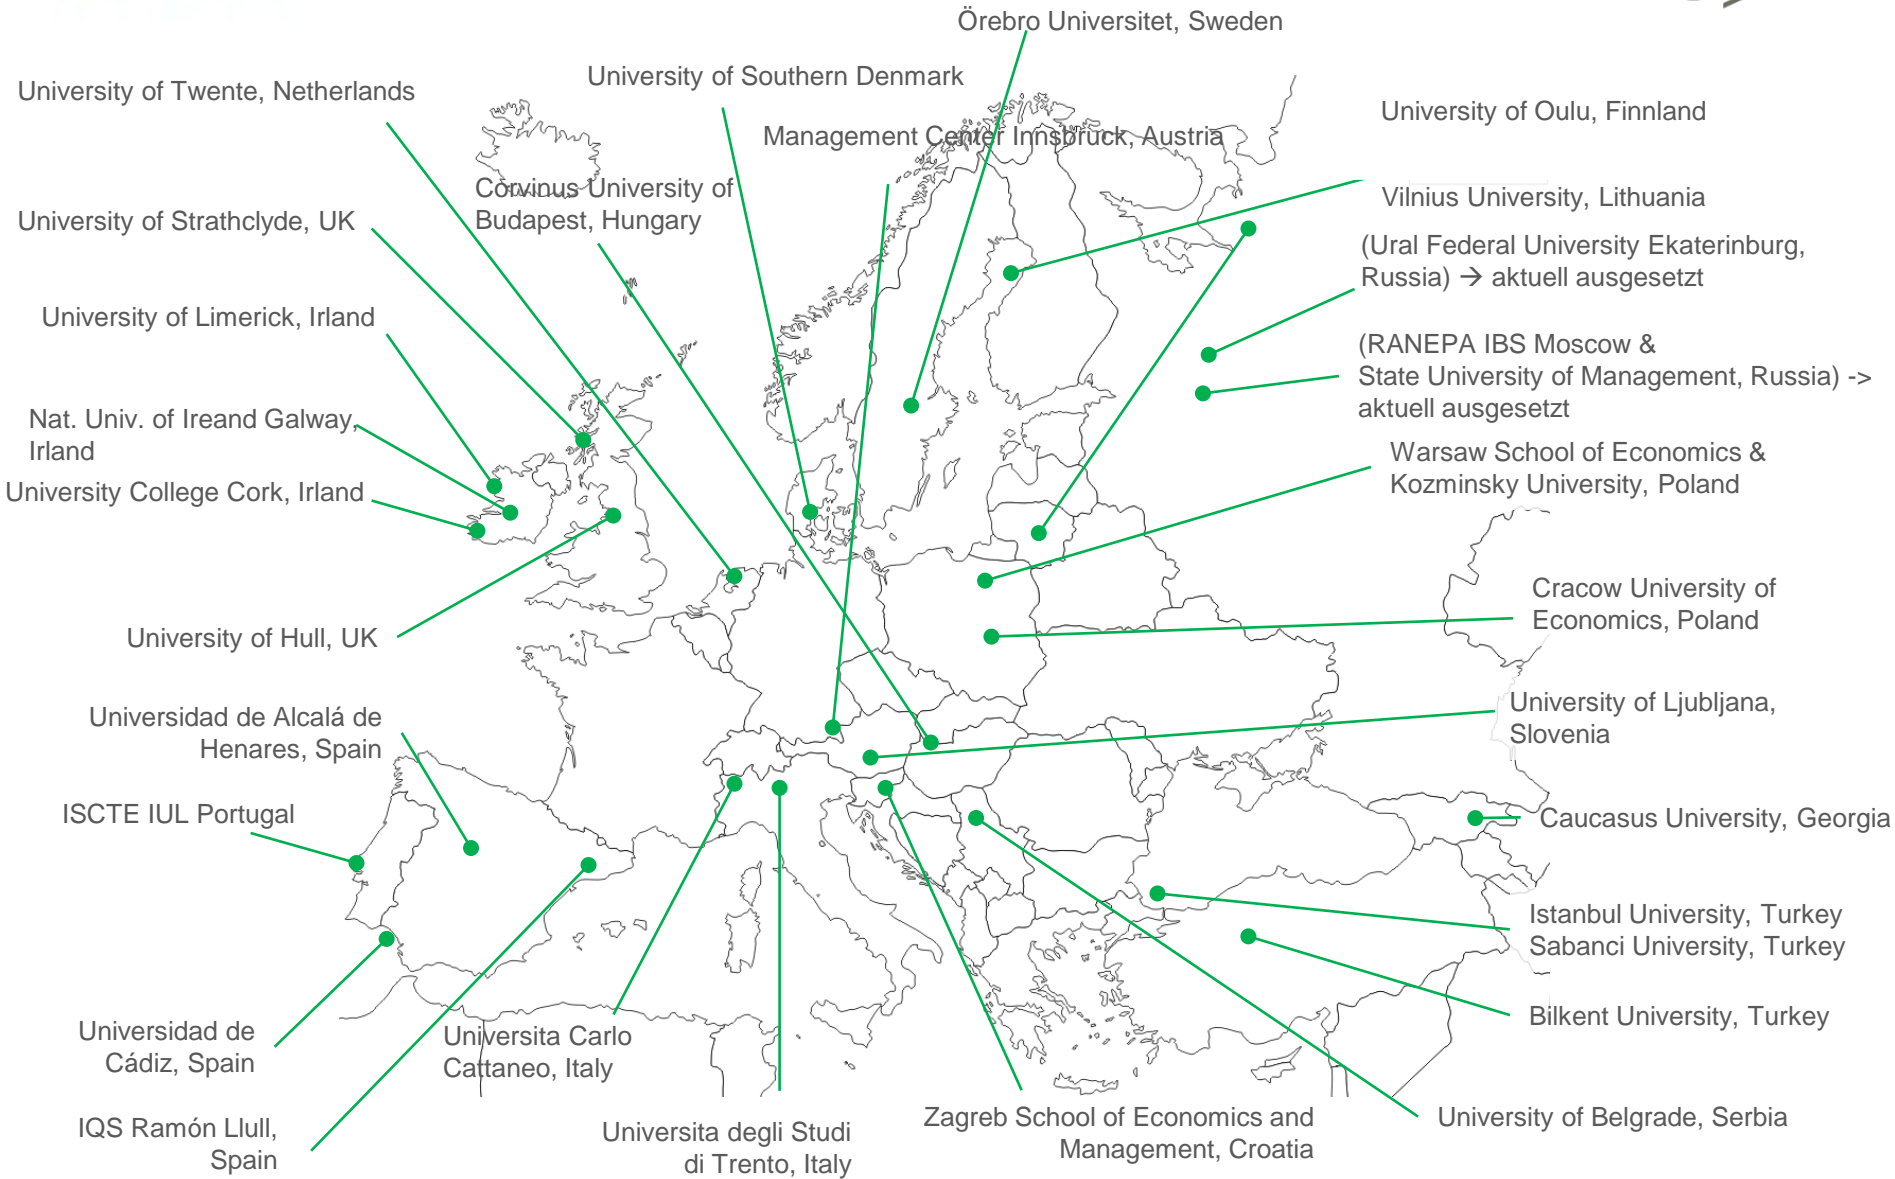 Örebro Universitet, Sweden
University of Southern Denmark
University of Twente, Netherlands
University of Oulu, Finnland
Management Center Innsbruck, Austria
Corvinus University of
Budapest, Hungary
Vilnius University, Lithuania
University of Strathclyde, UK
(Ural Federal University Ekaterinburg,
Russia) → aktuell ausgesetzt
University of Limerick, Irland
(RANEPA IBS Moscow &
State University of Management, Russia) ->
aktuell ausgesetzt
Nat. Univ. of Ireand Galway,
Irland
Warsaw School of Economics &
Kozminsky University, Poland
University College Cork, Irland
Cracow University of
Economics, Poland
University of Hull, UK
University of Ljubljana,
Slovenia
Universidad de Alcalá de
Henares, Spain
ISCTE IUL Portugal
Caucasus University, Georgia
Istanbul University, Turkey
Sabanci University, Turkey
Bilkent University, Turkey
Universidad de
Cádiz, Spain
Universita Carlo
Cattaneo, Italy
IQS Ramón Llull,
Spain
Universita degli Studi
di Trento, Italy
Zagreb School of Economics and
Management, Croatia
University of Belgrade, Serbia